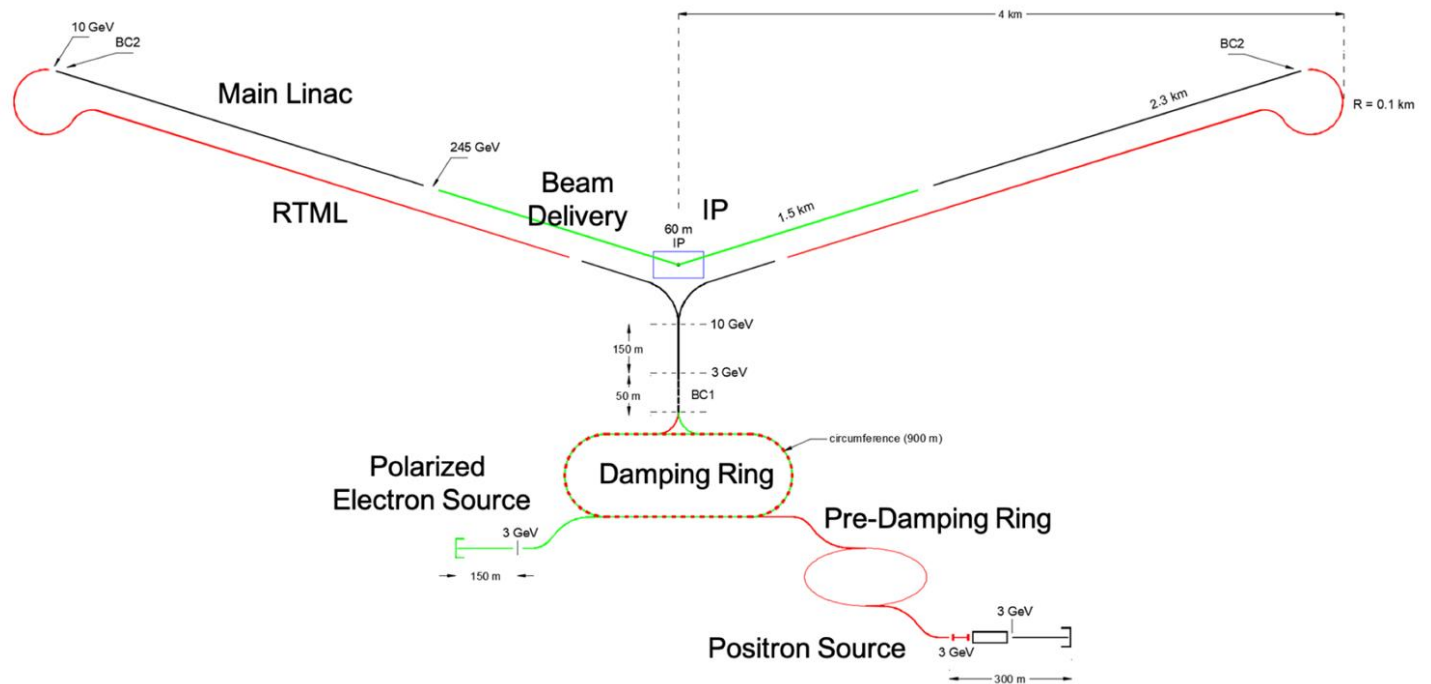 4 km
10 GeV
BC2
BC2
Main Linac
2.3 km
R = 0.1 km
245 GeV
Beam
Delivery
IP
1.5 km
RTML
60 m
IP
10 GeV
150 m
3 GeV
50 m
BC1
circumference (900 m)
Polarized
Electron Source
Damping Ring
Pre-Damping Ring
3 GeV
150 m
3 GeV
Positron Source
3 GeV
300 m